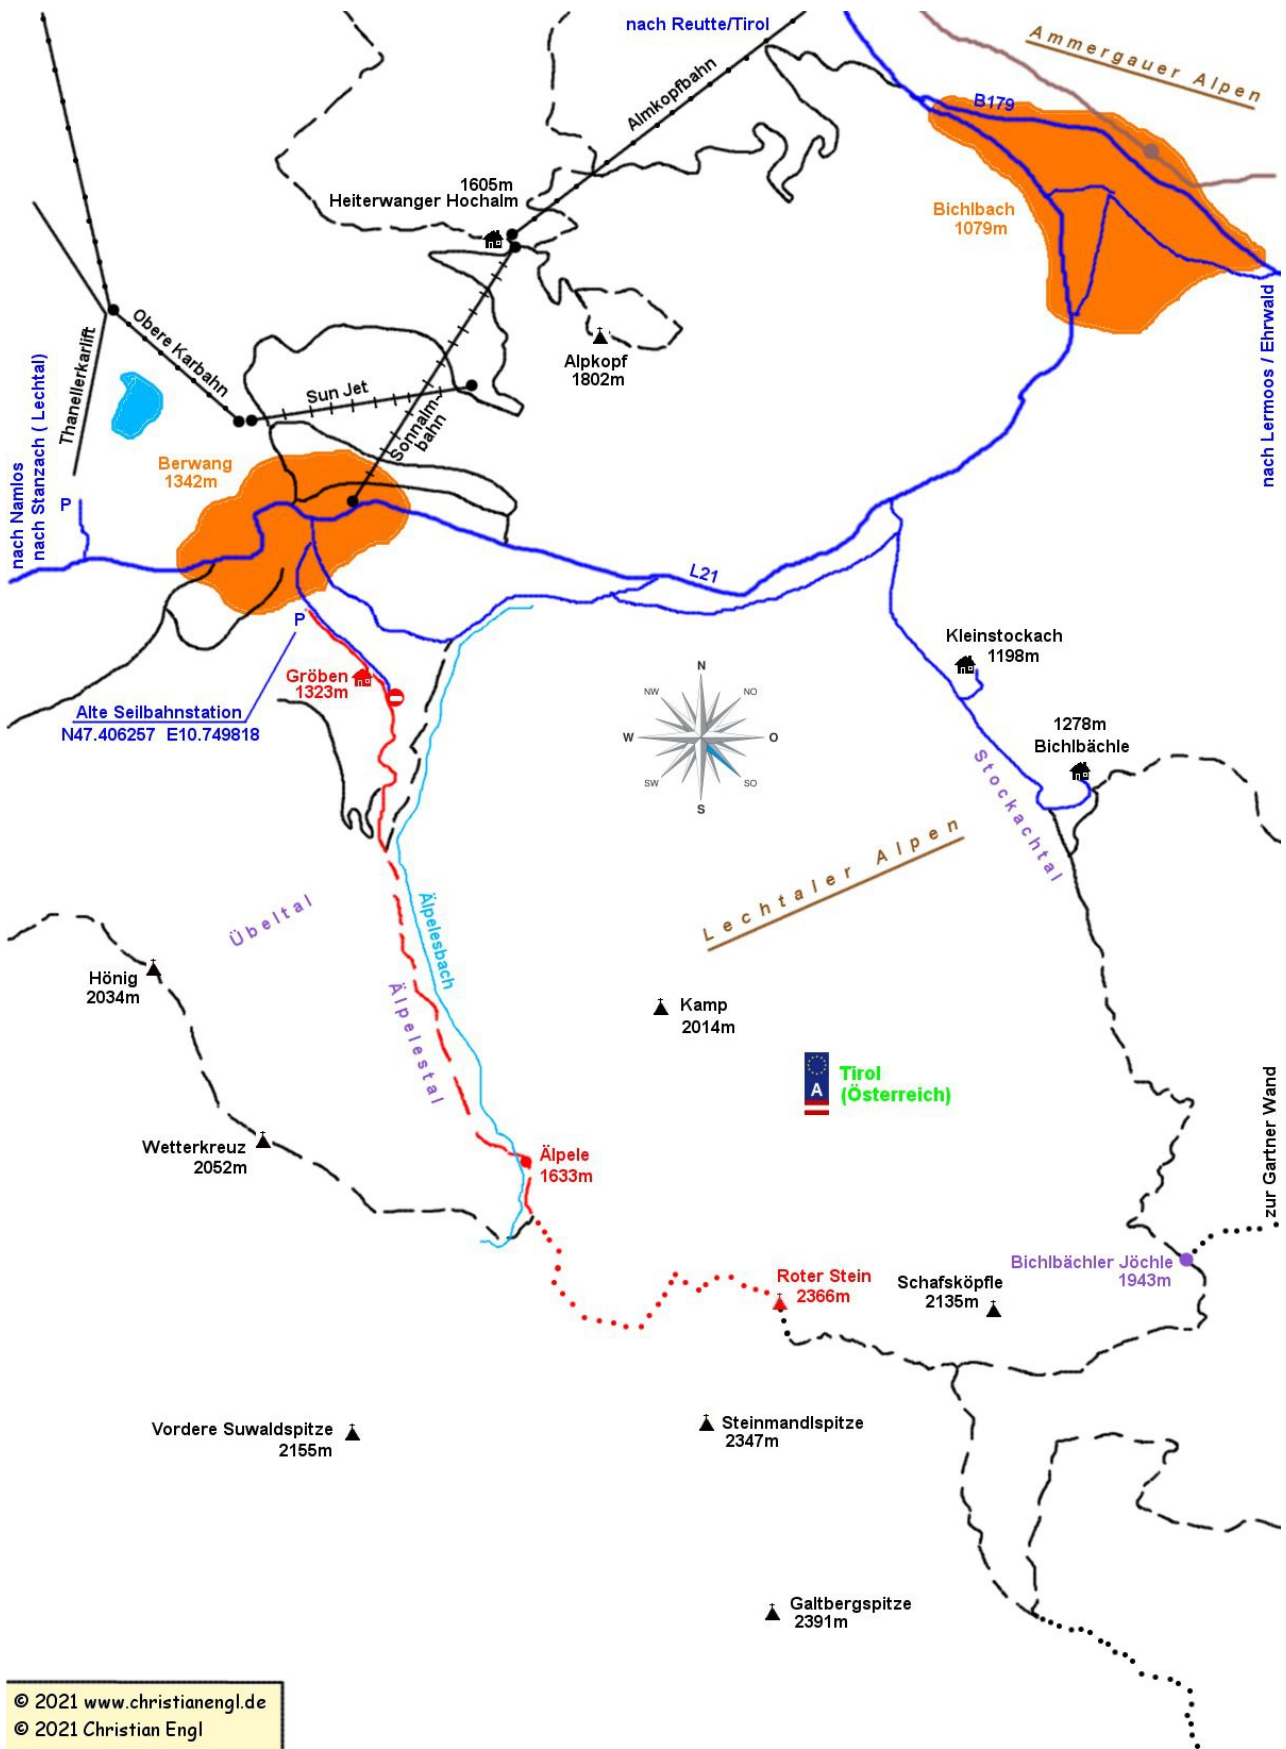 nach Reutte/Tirol
Ammergauer Alpen
Almkopfbahn
B179
1605m
Heiterwanger Hochalm
Bichlbach
1079m
nach Lermoos / Ehrwald
Obere Karbahn
Thanellerkarlift
Sun Jet
Sonnalm-
bahn
Alpkopf
1802m
Berwang
1342m
nach Namlos
nach Stanzach ( Lechtal)
P
L21
P
Gröben
1323m
Alte Seilbahnstation
N47.406257 E10.749818
N
NW
NO
W
O
SW
SO
S
Kleinstockach
1198m
1278m
Bichlbächle
Stockachtal
Lechtaler Alpen
Übeltal
Älpelesbach
Älpelestal
Hönig
2034m
Kamp
2014m
A
Tirol
(Österreich)
Wetterkreuz
2052m
Älpele
1633m
zur Gartner Wand
Bichlbächler Jöchle
1943m
Roter Stein
2366m
Schafsköpfle
2135m
Vordere Suwaldspitze
2155m
Steinmandlspitze
2347m
Galtbergspitze
2391m
© 2021 www.christianengl.de
© 2021 Christian Engl